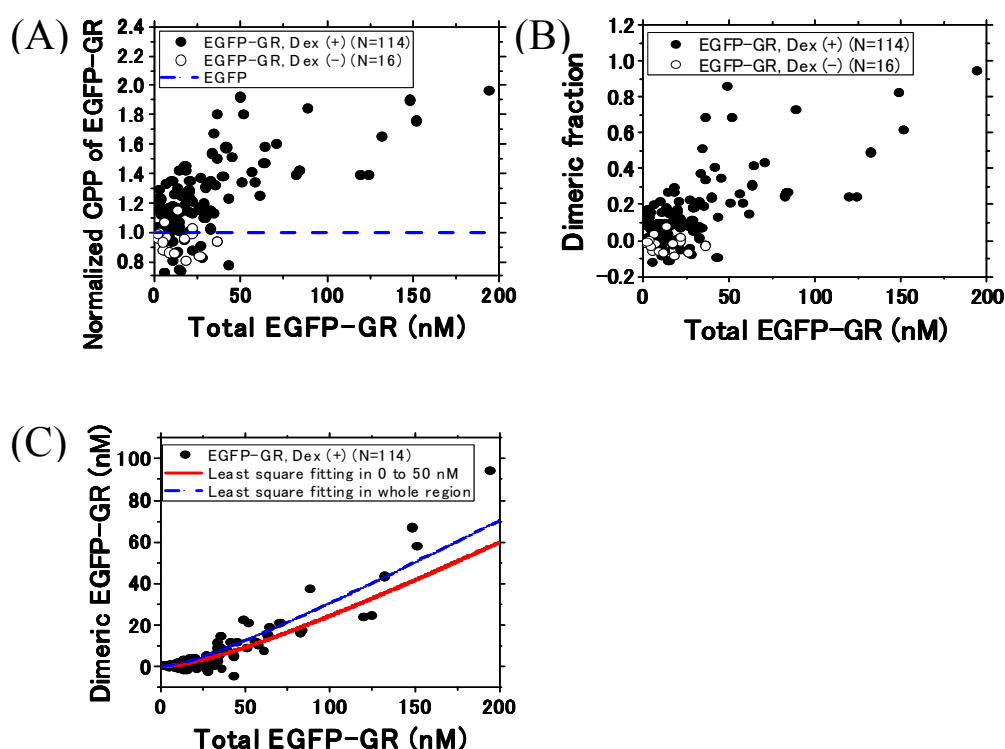 (A)
Normalized CPP of EGFP-GR
2.4
2.2
2.0
1.8
1.6
1.4
1.2
1.0
0.8
EGFP-GR, Dex (+) (N=114)
EGFP-GR, Dex (-) (N=16)
EGFP
0 50 100 150 200
Total EGFP-GR (nM)
(B)
Dimeric fraction
1.2
1.0
0.8
0.6
0.4
0.2
0.0
-0.2
EGFP-GR, Dex (+) (N=114)
EGFP-GR, Dex (-) (N=16)
0 50 100 150 200
Total EGFP-GR (nM)
(C)
Dimeric EGFP-GR (nM)
100
80
60
40
20
0
EGFP-GR, Dex (+) (N=114)
Least square fitting in 0 to 50 nM
Least square fitting in whole region
0 50 100 150 200
Total EGFP-GR (nM)